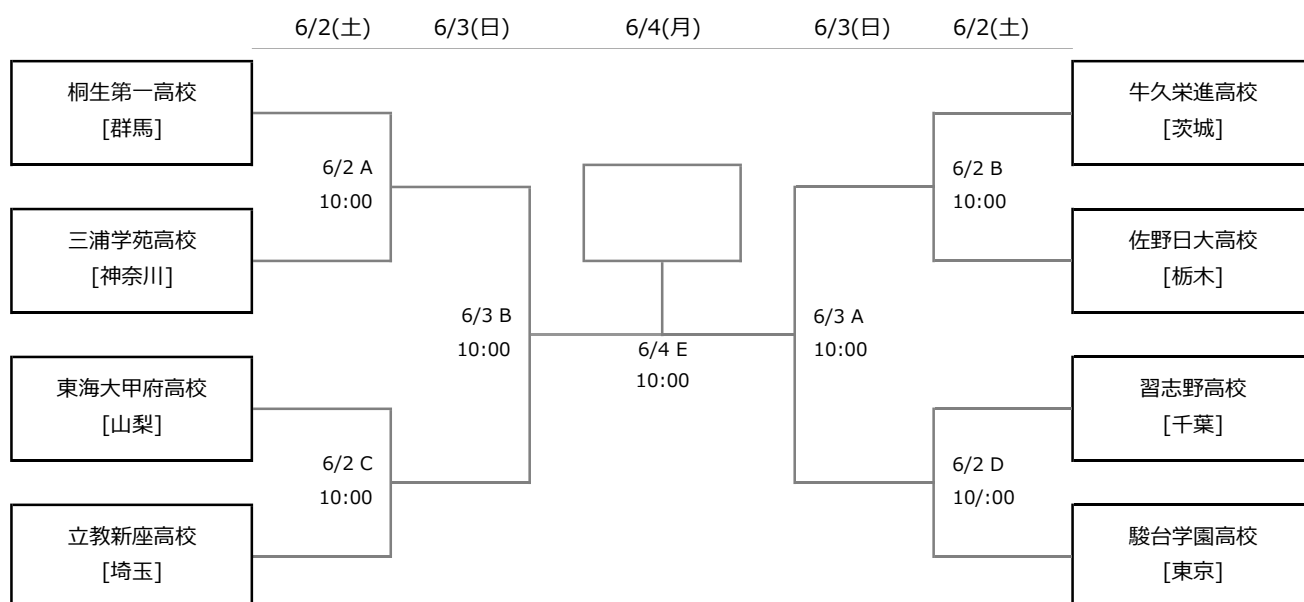 6/2(土) 6/3(日) 6/4(月) 6/3(日) 6/2(土)
桐生第一高校
[群馬]
牛久栄進高校
[茨城]
6/2 A
10:00
6/2 B
10:00
三浦学苑高校
[神奈川]
佐野日大高校
[栃木]
6/3 B
10:00
6/4 E
10:00
6/3 A
10:00
東海大甲府高校
[山梨]
習志野高校
[千葉]
6/2 C
10:00
6/2 D
10/:00
立教新座高校
[埼玉]
駿台学園高校
[東京]